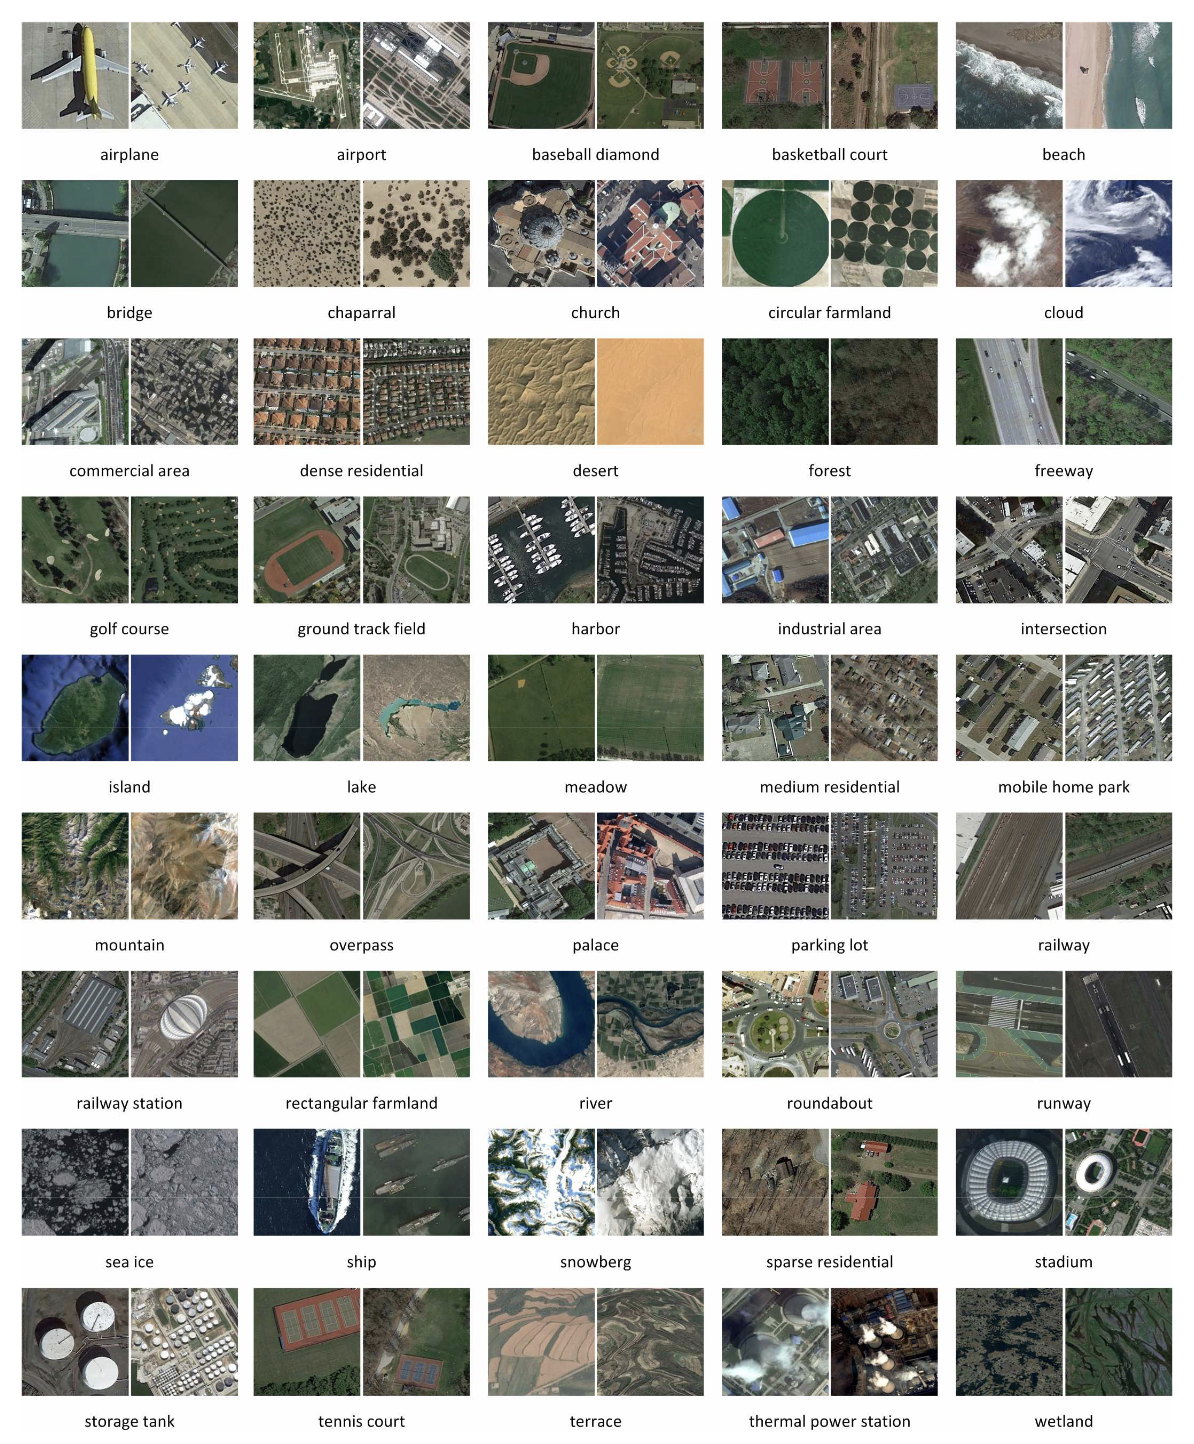 airplane
airport
baseball diamond
basketball court
beach
bridge
chaparral
church
circular farmland
cloud
commercial area
dense residential
desert
forest
freeway
golf course
ground track field
harbor
industrial area
intersection
island
lake
meadow
medium residential
mobile home park
mountain
overpass
palace
parking lot
railway
railway station
rectangular farmland
river
roundabout
runway
sea ice
ship
snowberg
sparse residential
stadium
storage tank
tennis court
terrace
thermal power station
wetland